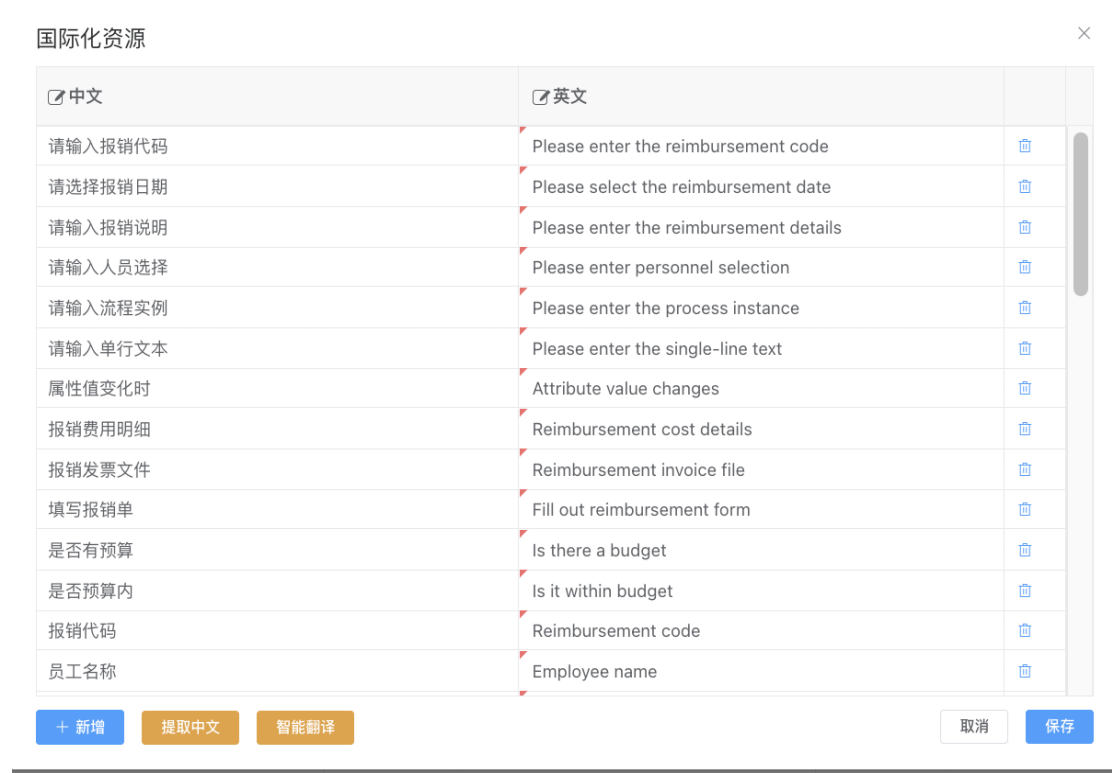 国际化资源
中文 英文
请输入报销代码 Please enter the reimbursement code
请选择报销日期 Please select the reimbursement date
请输入报销说明 Please enter the reimbursement details
请输入人员选择 Please enter personnel selection
请输入流程实例 Please enter the process instance
请输入单行文本 Please enter the single-line text
属性值变化时 Attribute value changes
报销费用明细 Reimbursement cost details
报销发票文件 Reimbursement invoice file
填写报销单 Fill out reimbursement form
是否有预算 Is there a budget
是否预算内 Is it within budget
报销代码 Reimbursement code
员工名称 Employee name
新增 提取中文 智能翻译 取消 保存